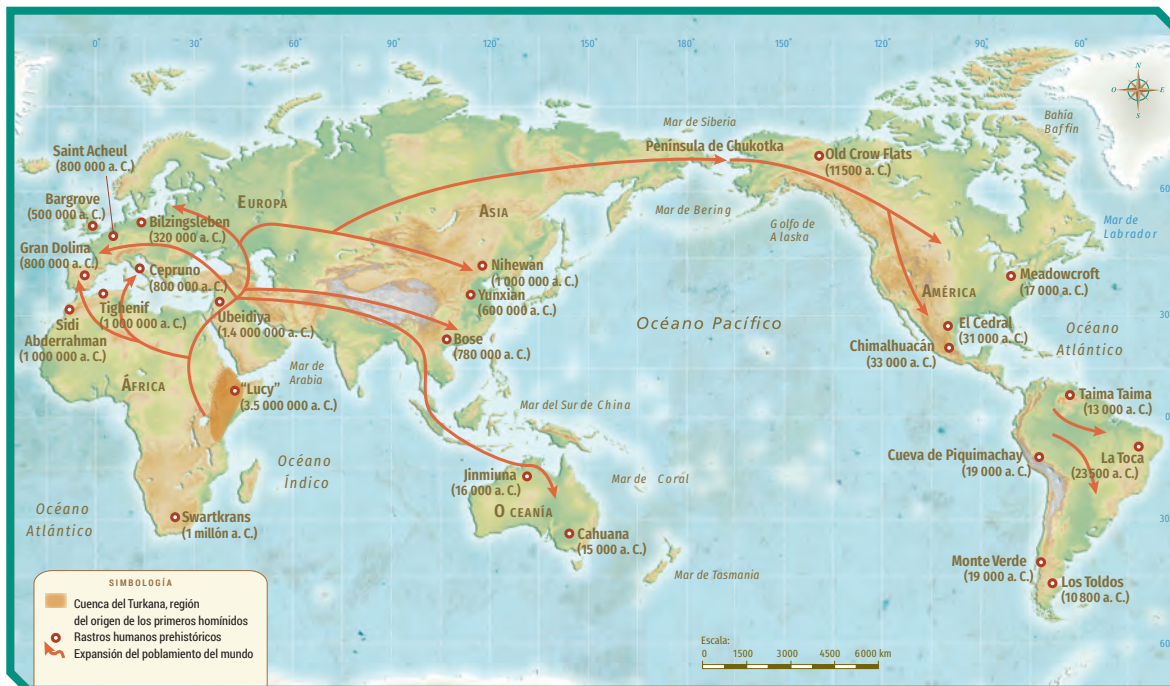 0°
30°
60°
90°
120°
150°
180°
150°
120°
90°
60°
N
O
E
S
Saint Acheul
(800 000 a. C.)
Bargrove
(500 000 a. C.)
Bilzingsleben
(320 000 a. C.)
Gran Dolina
(800 000 a. C.)
Cepruno
(800 000 a. C.)
Tighenif
(1 000 000 a. C.)
Sidi
Abderrahman
(1 000 000 a. C.)
Ubeidiya
(1.4 000 000 a. C.)
EUROPA
ASIA
Mar de Siberia
Península de Chukotka
Old Crow Flats
(11500 a. C.)
Bahía
Baffin
60
Mar de Bering
Golfo de
Alaska
Mar de
Labrador
Nihewan
(1 000 000 a. C.)
Yunxian
(600 000 a. C.)
Bose
(780 000 a. C.)
Meadowcroft
(17 000 a. C.)
AMÉRICA
30
Océano Pacífico
El Cedral
(31 000 a. C.)
Chimalhuacán
(33 000 a. C.)
Océano
Atlántico
ÁFRICA
Mar de
Arabia
"Lucy"
(3.5 000 000 a. C.)
Mar del Sur de China
Taima Taima
(13 000 a. C.)
0°
Océano
Índico
Jinmiuna
(16 000 a. C.)
Mar de Coral
Cueva de Piquimachay
(19 000 a. C.)
La Toca
(23500 a. C.)
OCEANÍA
Océano
Atlántico
Swartkrans
(1 millón a. C.)
Cahuana
(15 000 a. C.)
30
Mar de Tasmania
Monte Verde
(19 000 a. C.)
Los Toldos
(10 800 a. C.)
60
SIMBOLOGÍA
Cuenca del Turkana, región
del origen de los primeros homínidos
Rastros humanos prehistóricos
Expansión del poblamiento del mundo
Escala:
0 1500 3000 4500 6000 km